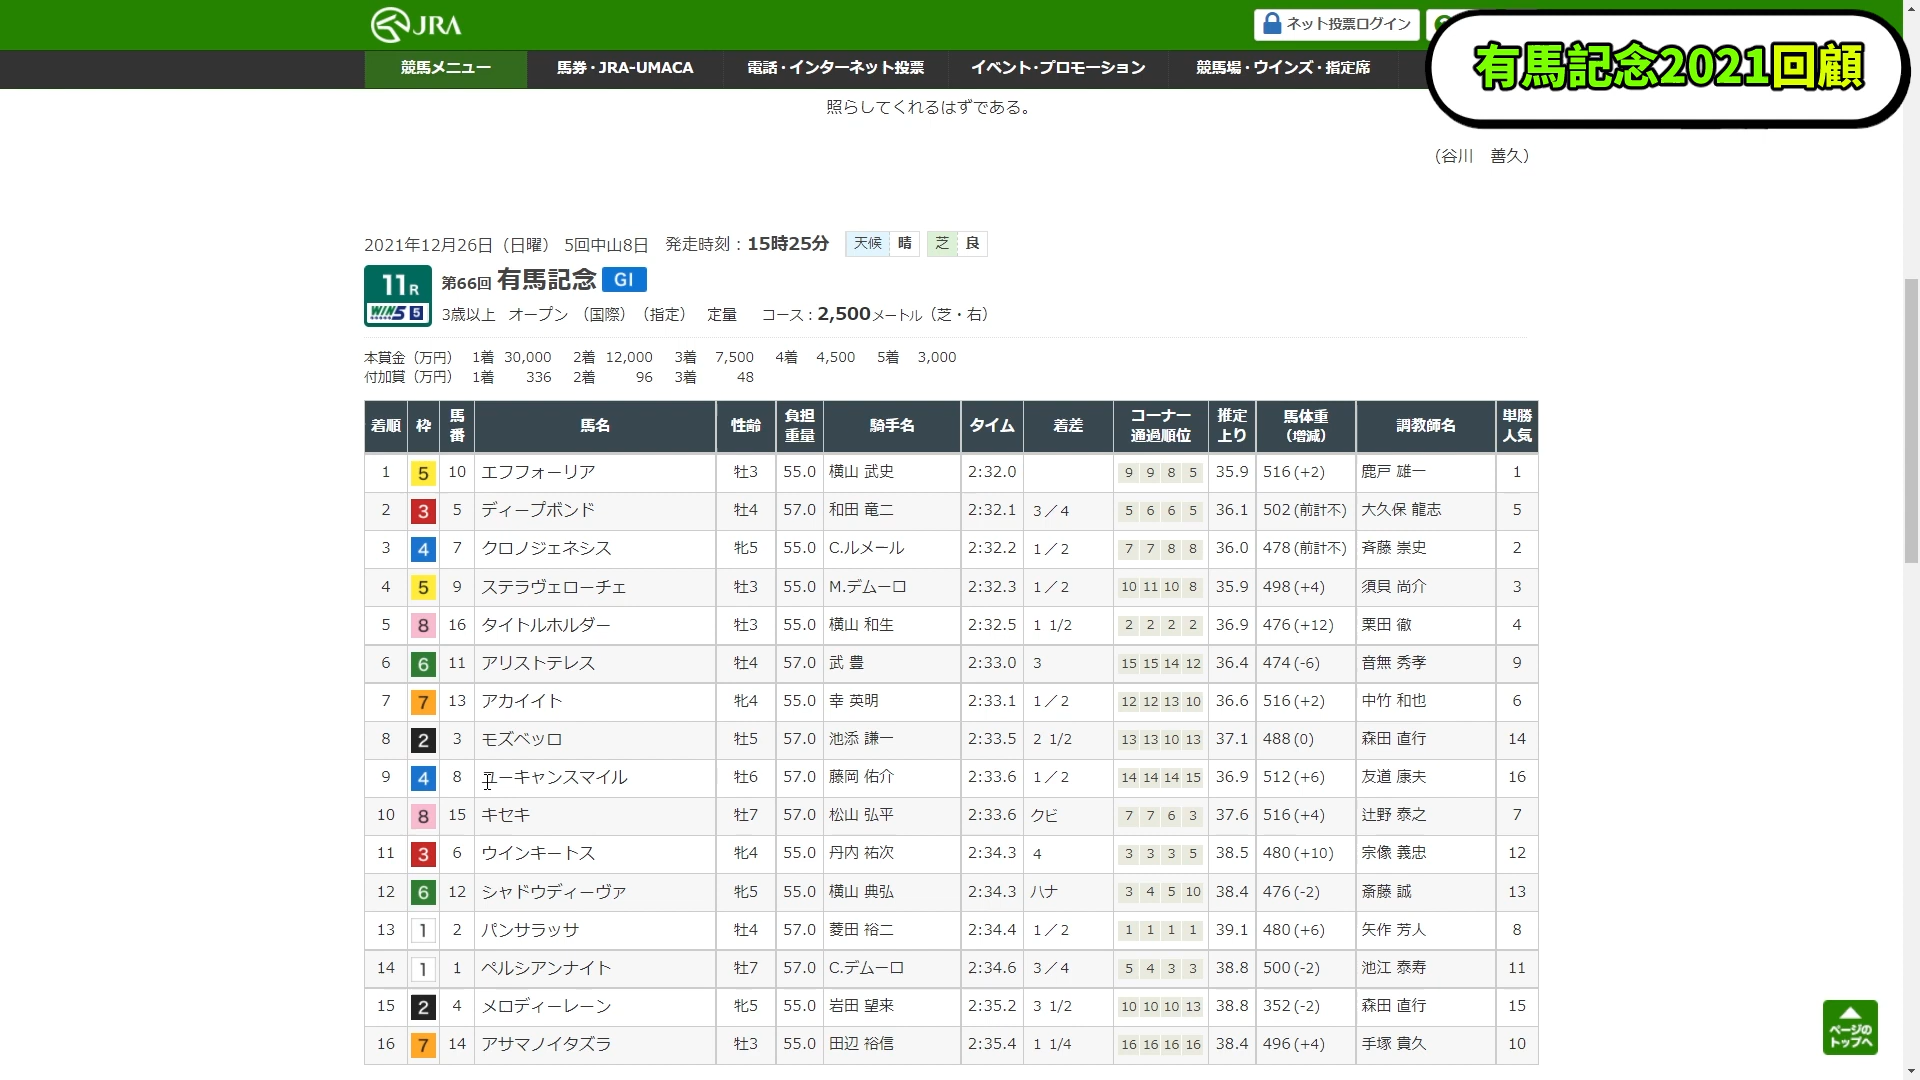 JRA
ネット投票ログイン
有馬記念2021回顧
競馬メニュー 馬券・JRA-UMACA 電話・インターネット投票 イベント・プロモーション 競馬場・ウインズ・指定席
照らしてくれるはずである。
（谷川 善久）
2021年12月26日（日曜） 5回中山8日 発走時刻：15時25分 天候 晴 芝 良
11R 第66回 有馬記念 GI
WIN5 5 3歳以上 オープン （国際）（指定） 定量 コース：2,500メートル（芝・右）
本賞金（万円） 1着 30,000 2着 12,000 3着 7,500 4着 4,500 5着 3,000
付加賞（万円） 1着 336 2着 96 3着 48
着順 枠 馬番 馬名 性齢 負担重量 騎手名 タイム 着差 コーナー通過順位 推定上り 馬体重（増減） 調教師名 単勝人気
1 5 10 エフフォーリア 牡3 55.0 横山 武史 2:32.0 9 9 8 5 35.9 516(+2) 鹿戸 雄一 1
2 3 5 ディープボンド 牡4 57.0 和田 竜二 2:32.1 3／4 5 6 6 5 36.1 502(前計不) 大久保 龍志 5
3 4 7 クロノジェネシス 牝5 55.0 C.ルメール 2:32.2 1／2 7 7 8 8 36.0 478(前計不) 斉藤 崇史 2
4 5 9 ステラヴェローチェ 牡3 55.0 M.デムーロ 2:32.3 1／2 10 11 10 8 35.9 498(+4) 須貝 尚介 3
5 8 16 タイトルホルダー 牡3 55.0 横山 和生 2:32.5 1 1/2 2 2 2 2 36.9 476(+12) 栗田 徹 4
6 6 11 アリストテレス 牡4 57.0 武 豊 2:33.0 3 15 15 14 12 36.4 474(-6) 音無 秀孝 9
7 7 13 アカイイト 牝4 55.0 幸 英明 2:33.1 1／2 12 12 13 10 36.6 516(+2) 中竹 和也 6
8 2 3 モズベッロ 牡5 57.0 池添 謙一 2:33.5 2 1/2 13 13 10 13 37.1 488(0) 森田 直行 14
9 4 8 ユーキャンスマイル 牡6 57.0 藤岡 佑介 2:33.6 1／2 14 14 14 15 36.9 512(+6) 友道 康夫 16
10 8 15 キセキ 牡7 57.0 松山 弘平 2:33.6 クビ 7 7 6 3 37.6 516(+4) 辻野 泰之 7
11 3 6 ウインキートス 牝4 55.0 丹内 祐次 2:34.3 4 3 3 3 5 38.5 480(+10) 宗像 義忠 12
12 6 12 シャドウディーヴァ 牝5 55.0 横山 典弘 2:34.3 ハナ 3 4 5 10 38.4 476(-2) 斎藤 誠 13
13 1 2 パンサラッサ 牡4 57.0 菱田 裕二 2:34.4 1／2 1 1 1 1 39.1 480(+6) 矢作 芳人 8
14 1 1 ペルシアンナイト 牡7 57.0 C.デムーロ 2:34.6 3／4 5 4 3 3 38.8 500(-2) 池江 泰寿 11
15 2 4 メロディーレーン 牝5 55.0 岩田 望来 2:35.2 3 1/2 10 10 10 13 38.8 352(-2) 森田 直行 15
16 7 14 アサマノイタズラ 牡3 55.0 田辺 裕信 2:35.4 1 1/4 16 16 16 16 38.4 496(+4) 手塚 貴久 10
ページの
トップへ